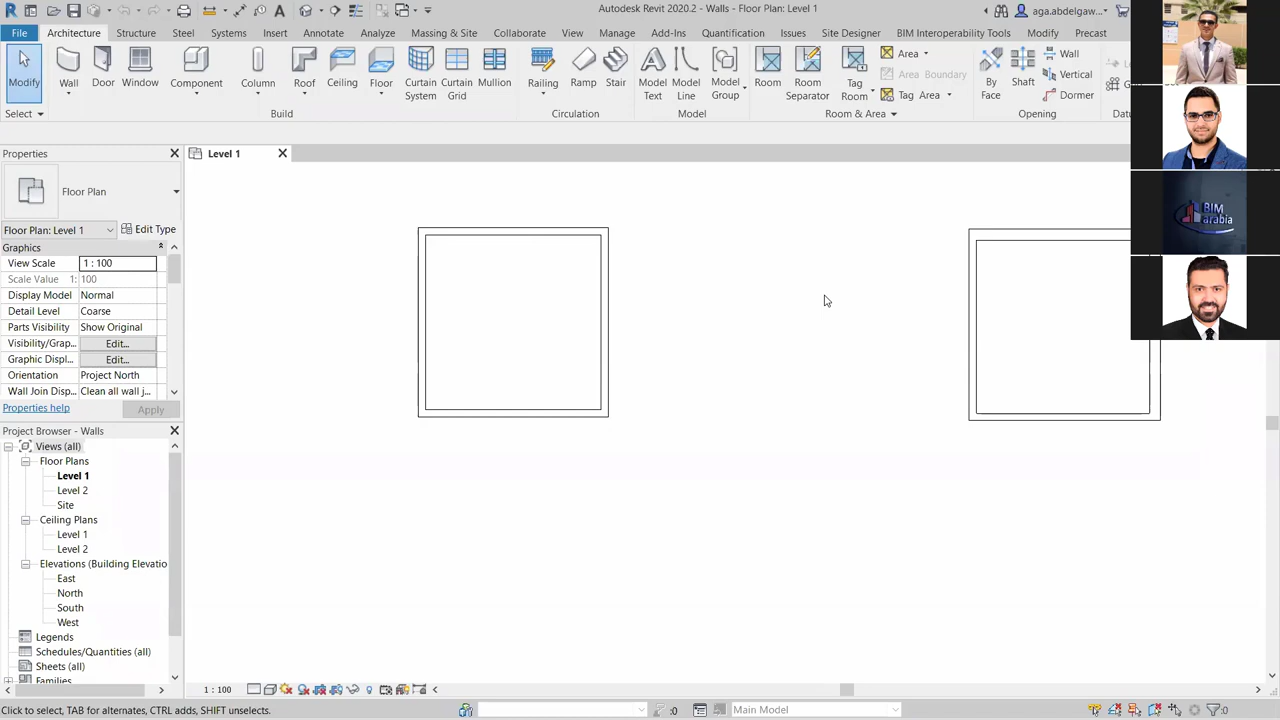 Autodesk Revit 2020.2 - Walls - Floor Plan: Level 1
aga.abdelgaw...
File Architecture Structure Steel Systems Insert Annotate Analyze Massing & Site Collaborate View Manage Add-Ins Quantification Issues Site Designer BIM Interoperability Tools Modify Precast
Modify
Wall
Door
Window
Component
Column
Roof
Ceiling
Floor
Curtain System
Curtain Grid
Mullion
Railing
Ramp
Stair
Model Text
Model Line
Model Group
Room
Room Separator
Tag Room
Area
Area Boundary
Tag Area
By Face
Shaft
Wall
Vertical
Dormer
Select
Build
Circulation
Model
Room & Area
Opening
Properties
Level 1
Floor Plan
Floor Plan: Level 1
Edit Type
Graphics
View Scale 1 : 100
Scale Value 1: 100
Display Model Normal
Detail Level Coarse
Parts Visibility Show Original
Visibility/Grap... Edit...
Graphic Displ... Edit...
Orientation Project North
Wall Join Disp... Clean all wall j...
Properties help Apply
Project Browser - Walls
Views (all)
Floor Plans
Level 1
Level 2
Site
Ceiling Plans
Level 1
Level 2
Elevations (Building Elevatio
East
North
South
West
Legends
Schedules/Quantities (all)
Sheets (all)
Families
1 : 100
Click to select, TAB for alternates, CTRL adds, SHIFT unselects.
:0
Main Model
:0
BIM
arabia